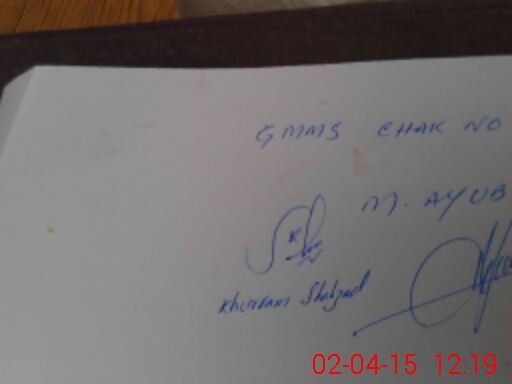 GMMS CHAK NO
M. AYUB
Khurram Shahzad
02-04-15 12:19